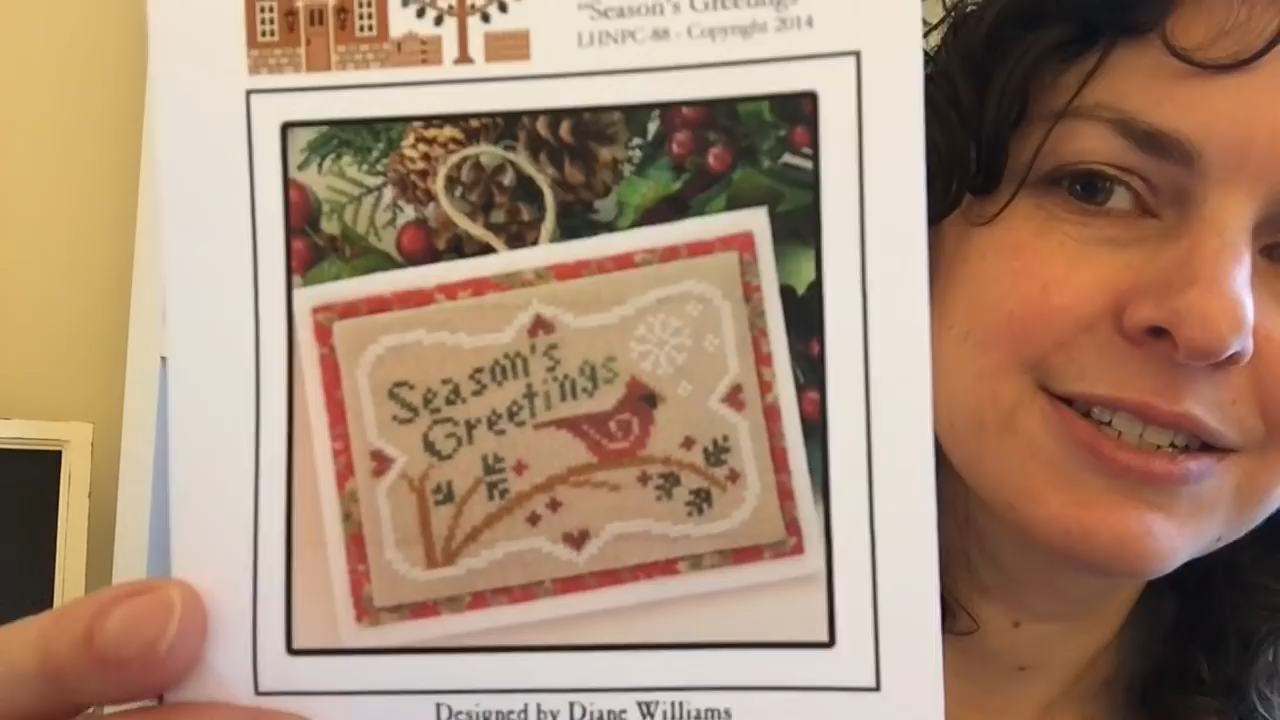 "Season's Greetings"
LHNPC-88 - Copyright 2014
Season's
Greetings
Designed by Diane Williams